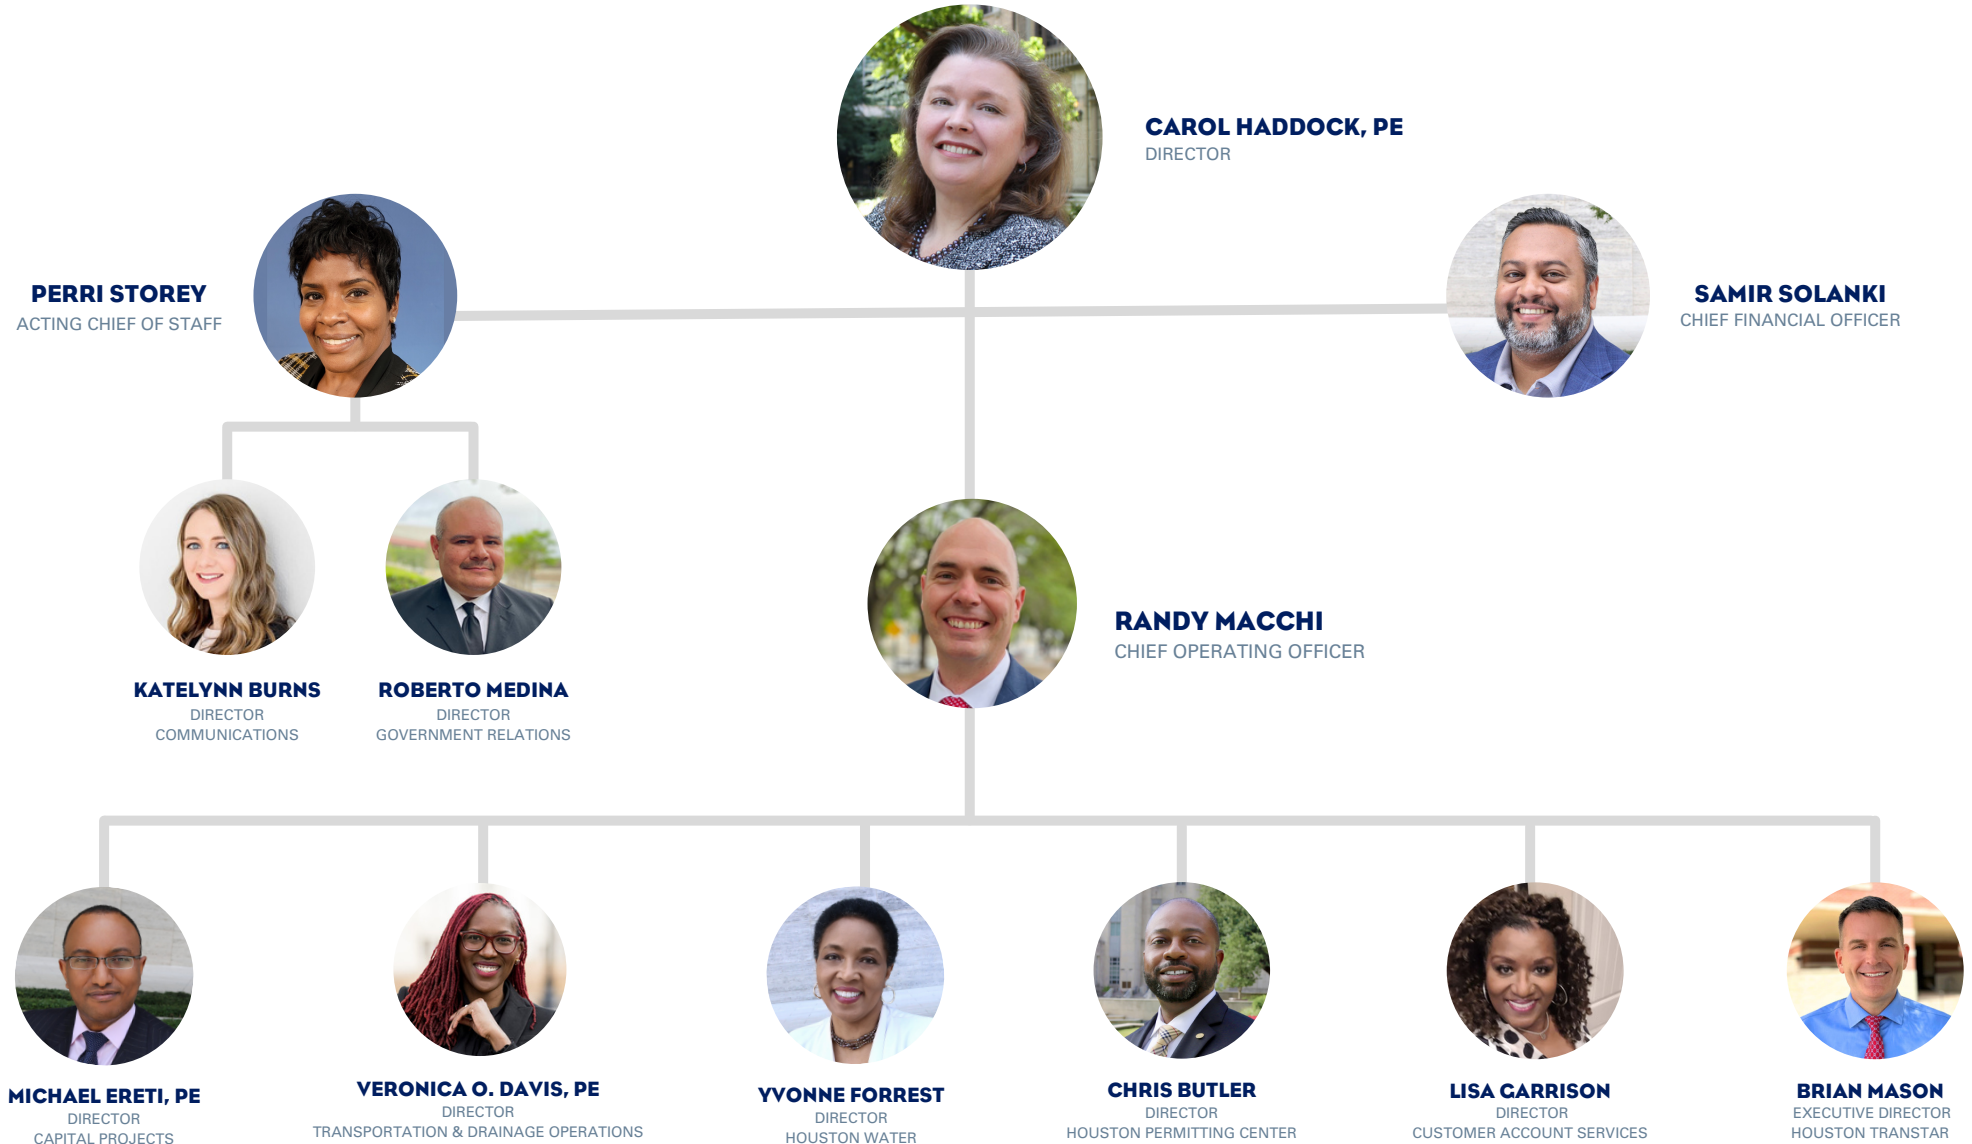 CAROL HADDOCK, PE
DIRECTOR
PERRI STOREY
ACTING CHIEF OF STAFF
SAMIR SOLANKI
CHIEF FINANCIAL OFFICER
KATELYNN BURNS
DIRECTOR
COMMUNICATIONS
ROBERTO MEDINA
DIRECTOR
GOVERNMENT RELATIONS
RANDY MACCHI
CHIEF OPERATING OFFICER
MICHAEL ERETI, PE
DIRECTOR
CAPITAL PROJECTS
VERONICA O. DAVIS, PE
DIRECTOR
TRANSPORTATION & DRAINAGE OPERATIONS
YVONNE FORREST
DIRECTOR
HOUSTON WATER
CHRIS BUTLER
DIRECTOR
HOUSTON PERMITTING CENTER
LISA GARRISON
DIRECTOR
CUSTOMER ACCOUNT SERVICES
BRIAN MASON
EXECUTIVE DIRECTOR
HOUSTON TRANSTAR